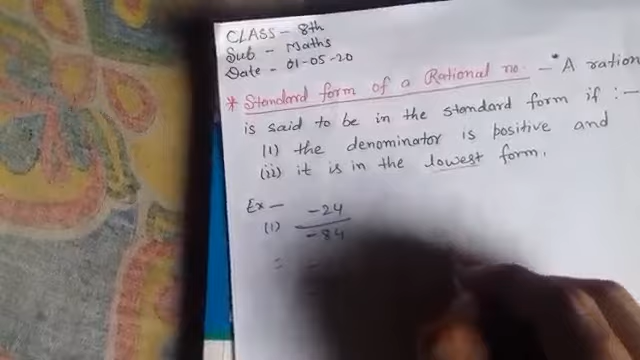 CLASS - 8th
Sub - Maths
Date - 01-05-20
* Standard form of a Rational no. - A ration
is said to be in the standard form if :-
(i) the denominator is positive and
(ii) it is in the lowest form.
Ex -
(1) -24
-84
= -